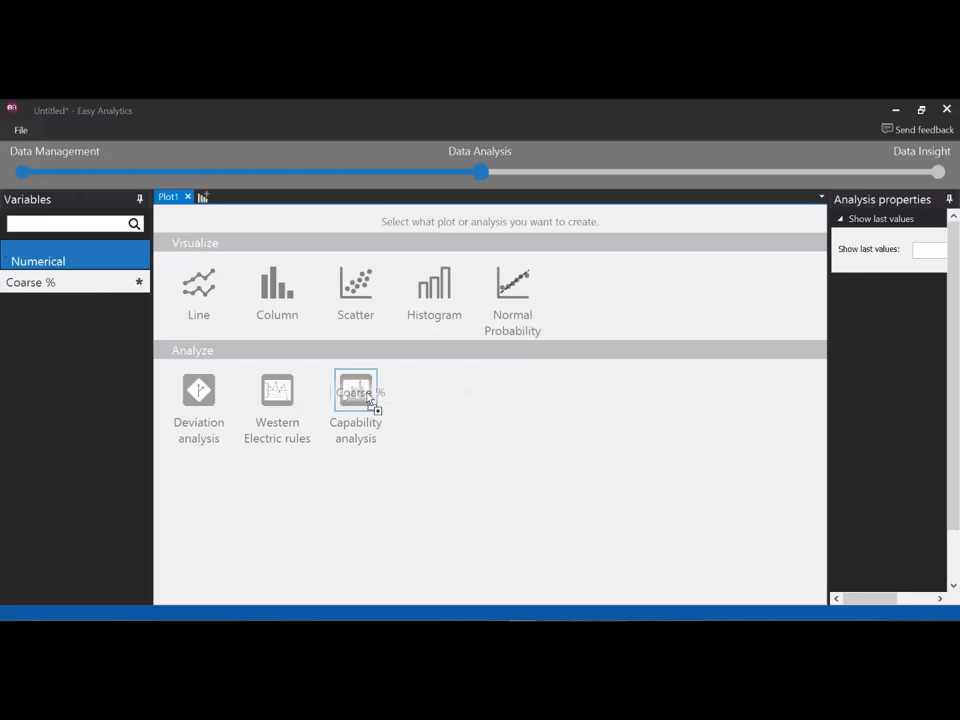 Untitled* - Easy Analytics
File
Send feedback
Data Management
Data Analysis
Data Insight
Variables
Plot1
Analysis properties
Show last values
Select what plot or analysis you want to create.
Visualize
Numerical
Show last values:
Coarse %
*
Line
Column
Scatter
Histogram
Normal
Probability
Analyze
Coarse %
Deviation
analysis
Western
Electric rules
Capability
analysis